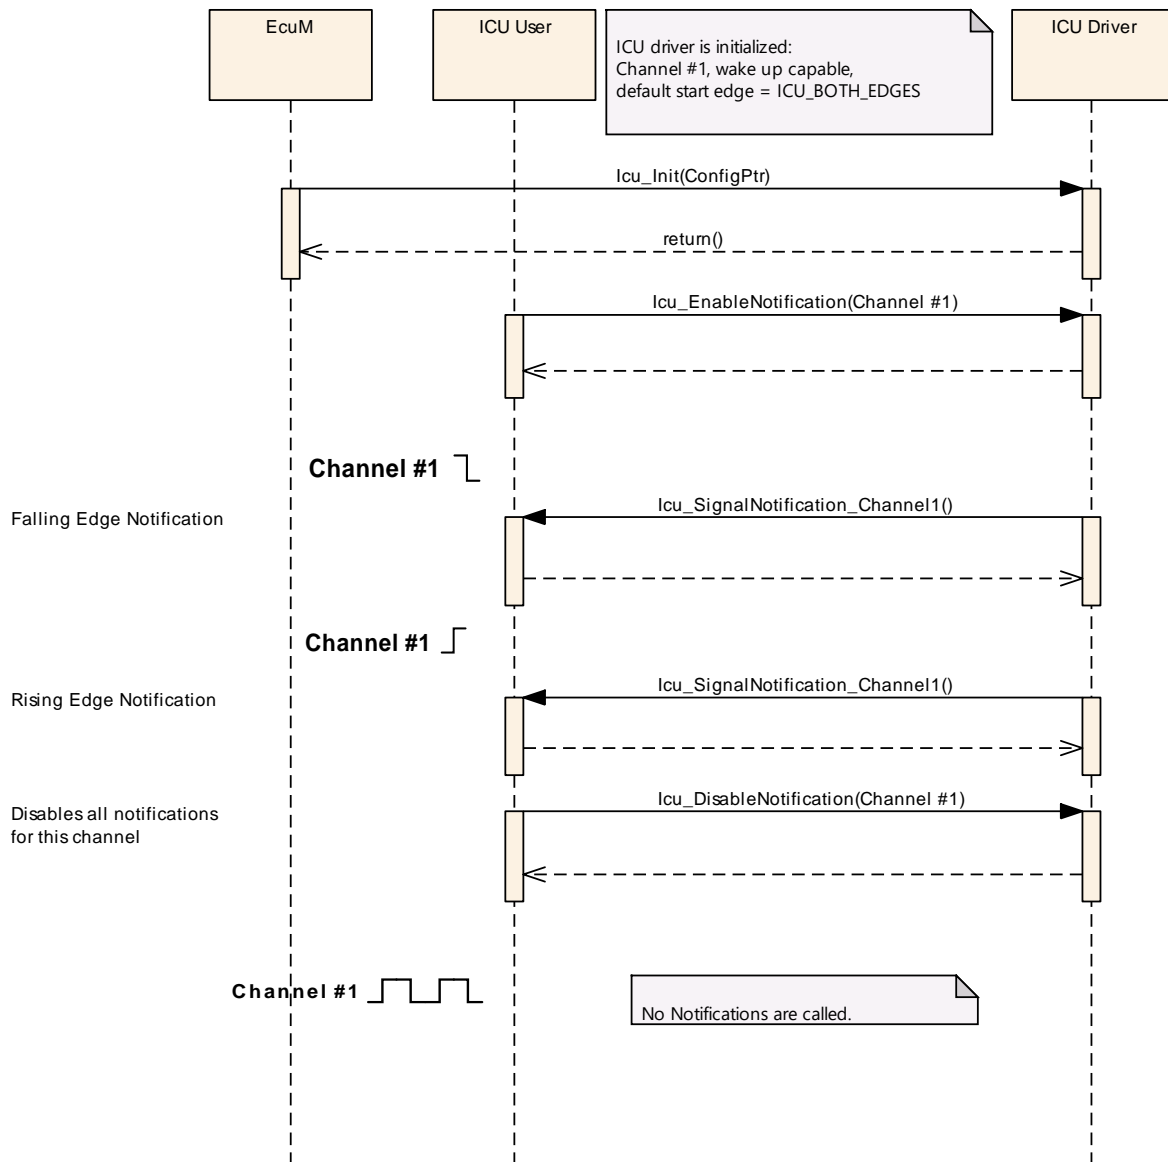 EcuM
ICU User
ICU driver is initialized:
Channel #1, wake up capable,
default start edge = ICU_BOTH_EDGES
ICU Driver
Icu_Init(ConfigPtr)
return()
Icu_EnableNotification(Channel #1)
Channel #1
Icu_SignalNotification_Channel1()
Falling Edge Notification
Channel #1
Icu_SignalNotification_Channel1()
Rising Edge Notification
Icu_DisableNotification(Channel #1)
Disables all notifications
for this channel
Channel #1
No Notifications are called.